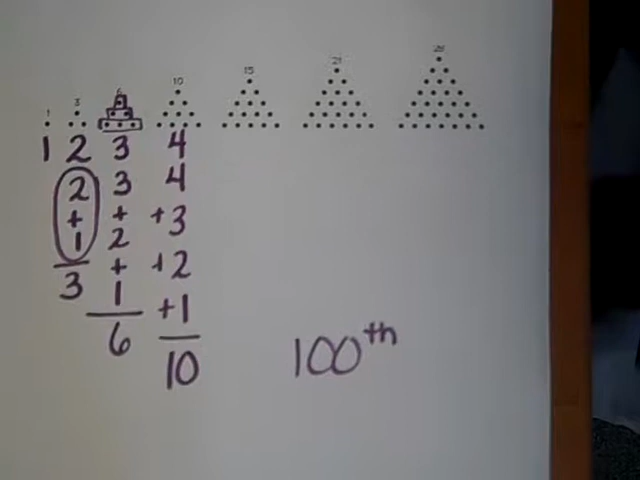 1 3 6 10 15 21 28
1 2 3 4
2 3 4
+ + +3
1 2 +2
3 + +1
1
6 10
100th